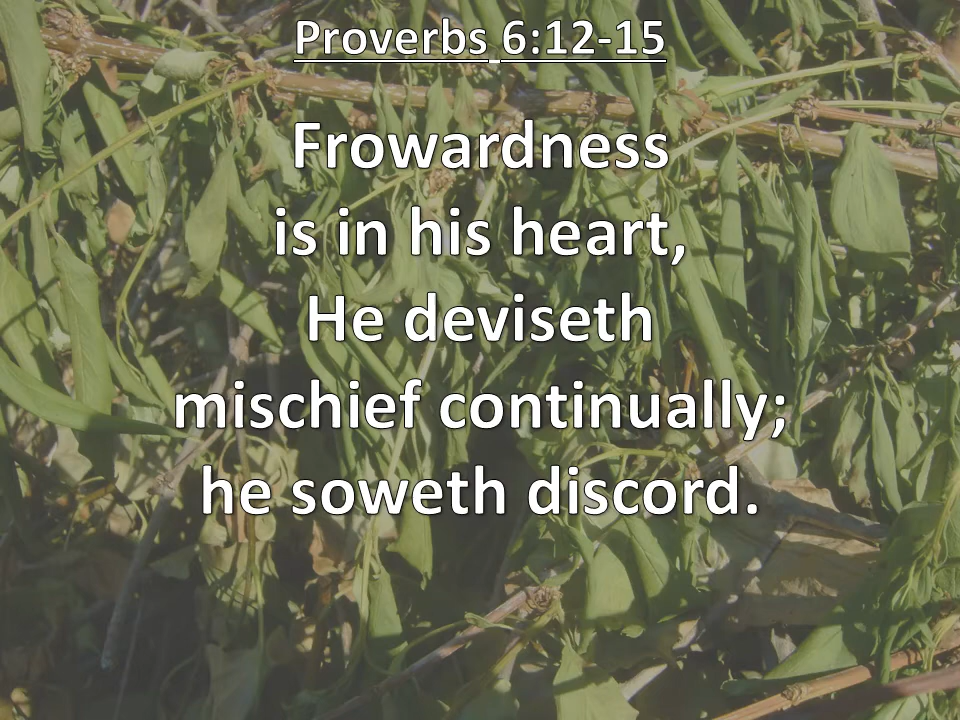 Proverbs 6:12-15
Frowardness
is in his heart,
He deviseth
mischief continually;
he soweth discord.